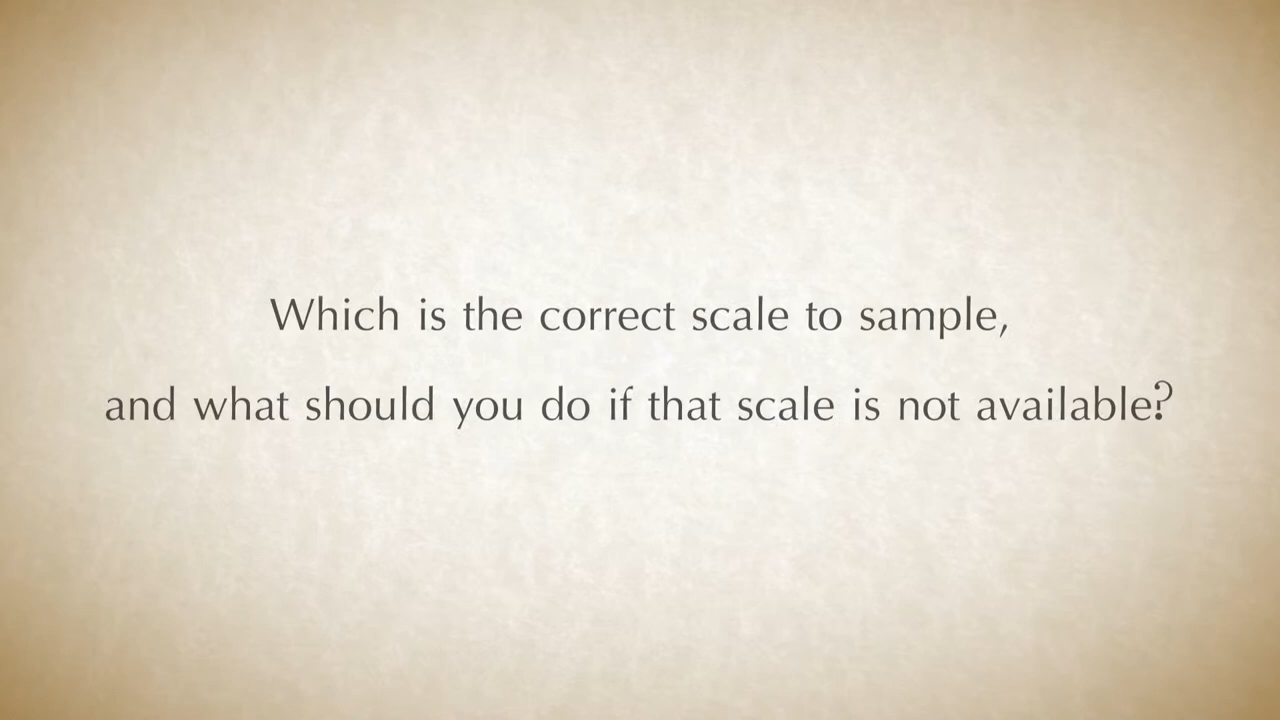 Which is the correct scale to sample,
and what should you do if that scale is not available?